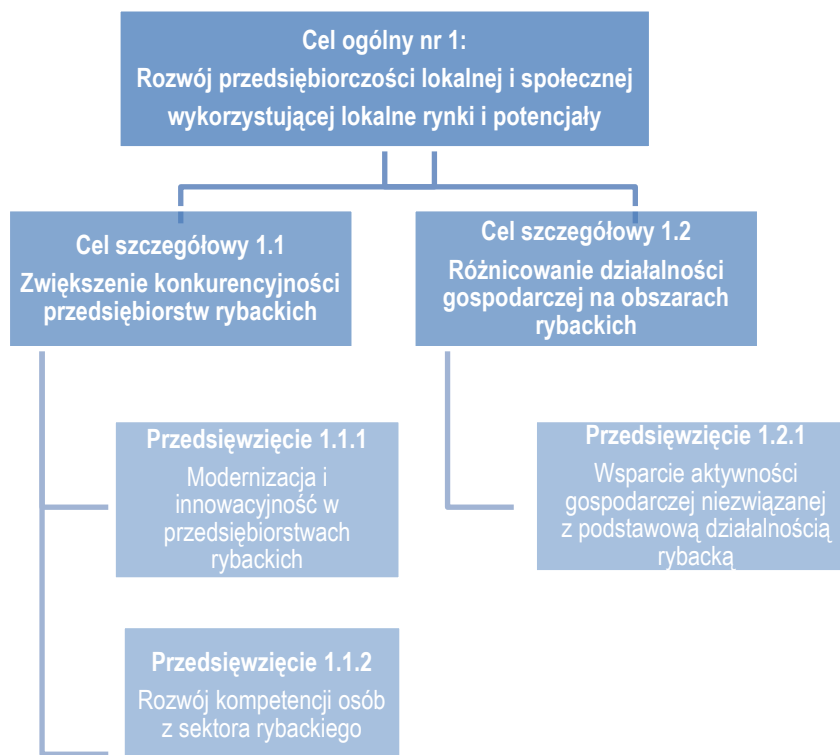 Cel ogólny nr 1:
Rozwój przedsiębiorczości lokalnej i społecznej
wykorzystującej lokalne rynki i potencjały
Cel szczegółowy 1.1
Zwiększenie konkurencyjności
przedsiębiorstw rybackich
Cel szczegółowy 1.2
Różnicowanie działalności
gospodarczej na obszarach
rybackich
Przedsięwzięcie 1.1.1
Modernizacja i
innowacyjność w
przedsiębiorstwach
rybackich
Przedsięwzięcie 1.2.1
Wsparcie aktywności
gospodarczej niezwiązanej
z podstawową działalnością
rybacką
Przedsięwzięcie 1.1.2
Rozwój kompetencji osób
z sektora rybackiego